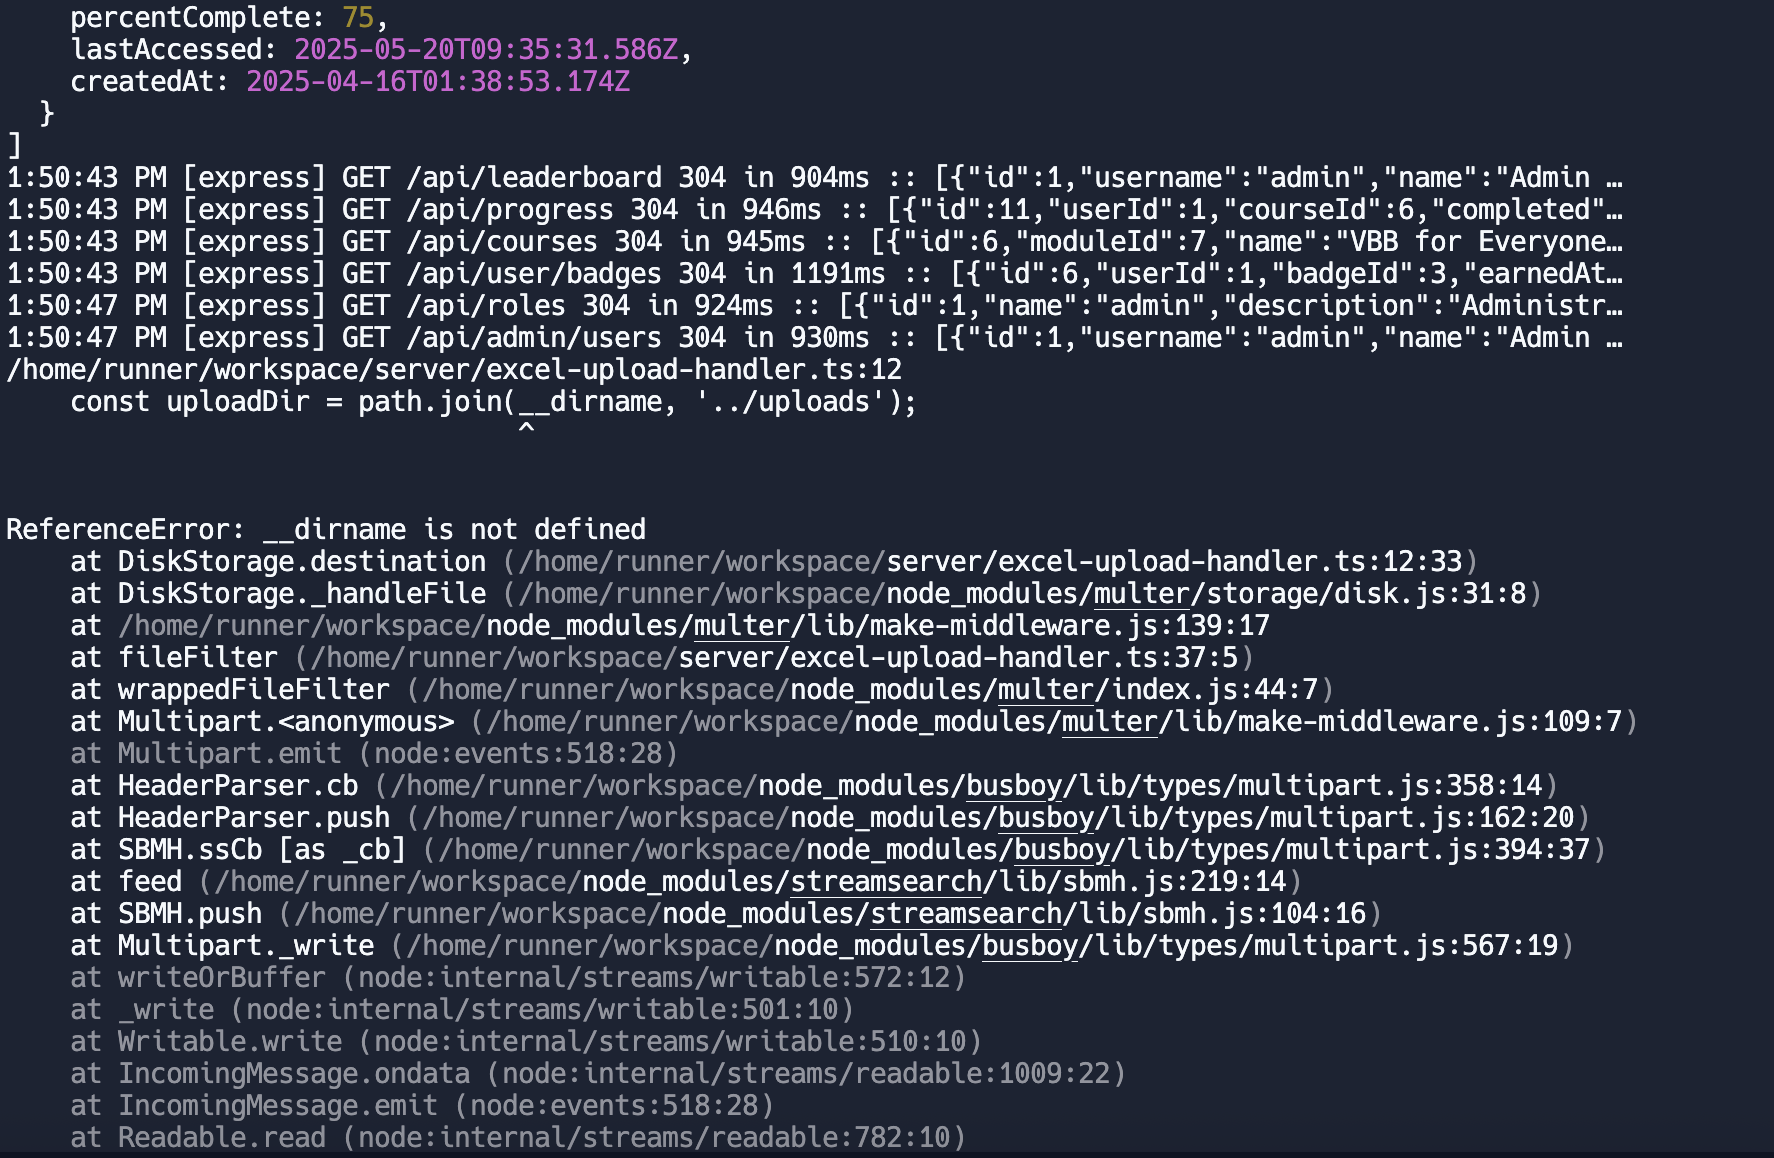 percentComplete: 75,
lastAccessed: 2025-05-20T09:35:31.586Z,
createdAt: 2025-04-16T01:38:53.174Z
}
]
1:50:43 PM [express] GET /api/leaderboard 304 in 904ms :: [{"id":1,"username":"admin","name":"Admin …
1:50:43 PM [express] GET /api/progress 304 in 946ms :: [{"id":11,"userId":1,"courseId":6,"completed"…
1:50:43 PM [express] GET /api/courses 304 in 945ms :: [{"id":6,"moduleId":7,"name":"VBB for Everyone…
1:50:43 PM [express] GET /api/user/badges 304 in 1191ms :: [{"id":6,"userId":1,"badgeId":3,"earnedAt…
1:50:47 PM [express] GET /api/roles 304 in 924ms :: [{"id":1,"name":"admin","description":"Administr…
1:50:47 PM [express] GET /api/admin/users 304 in 930ms :: [{"id":1,"username":"admin","name":"Admin …
/home/runner/workspace/server/excel-upload-handler.ts:12
const uploadDir = path.join(__dirname, '../uploads');
^
ReferenceError: __dirname is not defined
at DiskStorage.destination (/home/runner/workspace/server/excel-upload-handler.ts:12:33)
at DiskStorage._handleFile (/home/runner/workspace/node_modules/multer/storage/disk.js:31:8)
at /home/runner/workspace/node_modules/multer/lib/make-middleware.js:139:17
at fileFilter (/home/runner/workspace/server/excel-upload-handler.ts:37:5)
at wrappedFileFilter (/home/runner/workspace/node_modules/multer/index.js:44:7)
at Multipart.<anonymous> (/home/runner/workspace/node_modules/multer/lib/make-middleware.js:109:7)
at Multipart.emit (node:events:518:28)
at HeaderParser.cb (/home/runner/workspace/node_modules/busboy/lib/types/multipart.js:358:14)
at HeaderParser.push (/home/runner/workspace/node_modules/busboy/lib/types/multipart.js:162:20)
at SBMH.ssCb [as _cb] (/home/runner/workspace/node_modules/busboy/lib/types/multipart.js:394:37)
at feed (/home/runner/workspace/node_modules/streamsearch/lib/sbmh.js:219:14)
at SBMH.push (/home/runner/workspace/node_modules/streamsearch/lib/sbmh.js:104:16)
at Multipart._write (/home/runner/workspace/node_modules/busboy/lib/types/multipart.js:567:19)
at writeOrBuffer (node:internal/streams/writable:572:12)
at _write (node:internal/streams/writable:501:10)
at Writable.write (node:internal/streams/writable:510:10)
at IncomingMessage.ondata (node:internal/streams/readable:1009:22)
at IncomingMessage.emit (node:events:518:28)
at Readable.read (node:internal/streams/readable:782:10)